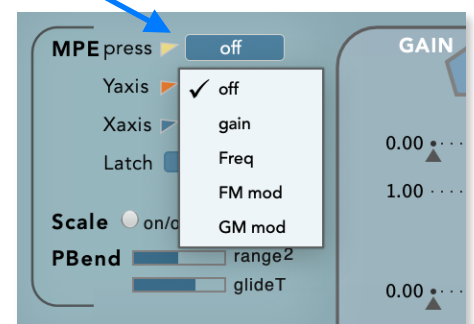 MPE press off GAIN
Yaxis ✓ off
Xaxis gain 0.00
Latch Freq
FM mod 1.00
Scale on/o GM mod
PBend range2
glideT 0.00